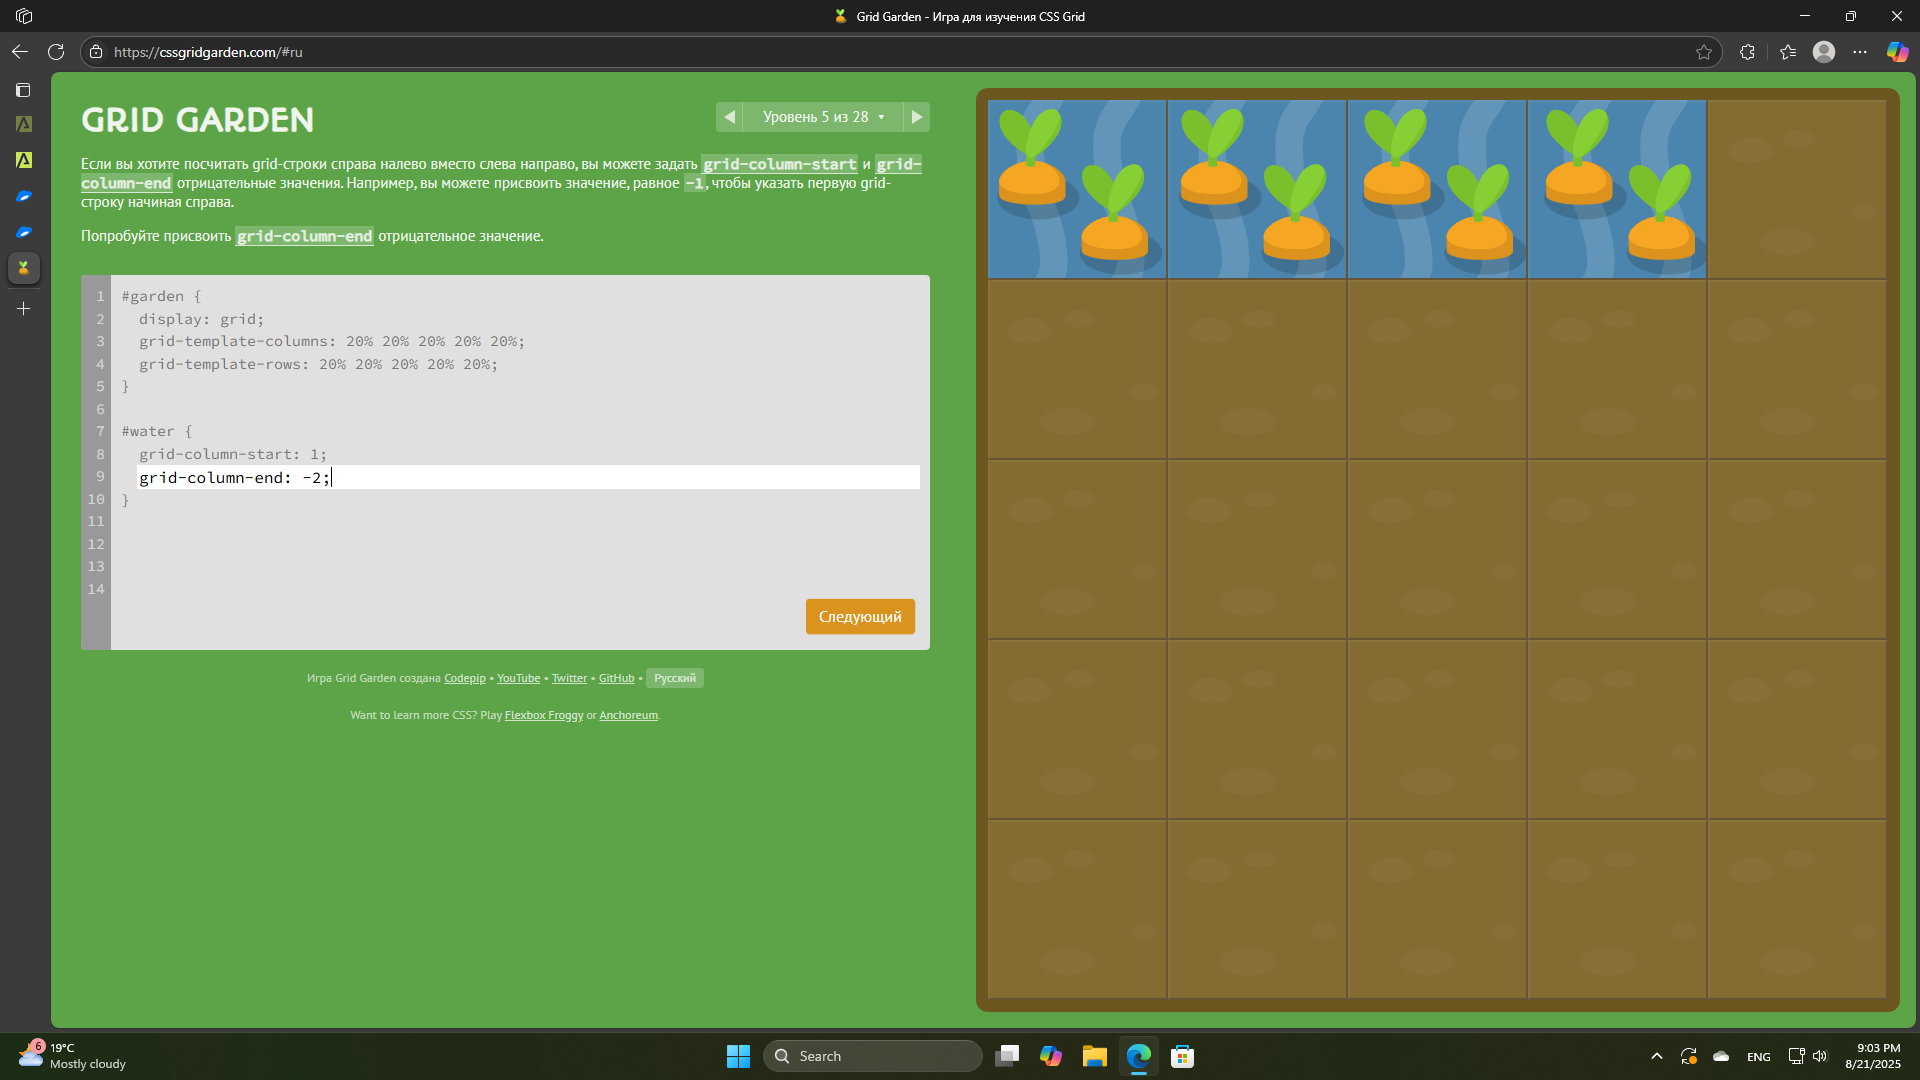 Grid Garden - Игра для изучения CSS Grid
https://cssgridgarden.com/#ru
GRID GARDEN
Уровень 5 из 28
Если вы хотите посчитать grid-строки справа налево вместо слева направо, вы можете задать grid-column-start и grid-
column-end отрицательные значения. Например, вы можете присвоить значение, равное -1, чтобы указать первую grid-
строку начиная справа.
Попробуйте присвоить grid-column-end отрицательное значение.
1 #garden {
2 display: grid;
3 grid-template-columns: 20% 20% 20% 20% 20%;
4 grid-template-rows: 20% 20% 20% 20% 20%;
5 }
6
7 #water {
8 grid-column-start: 1;
9 grid-column-end: -2;
10 }
11
12
13
14
Следующий
Игра Grid Garden создана Codepip • YouTube • Twitter • GitHub • Русский
Want to learn more CSS? Play Flexbox Froggy or Anchoreum.
6
19°C
Mostly cloudy
Search
ENG
9:03 PM
8/21/2025